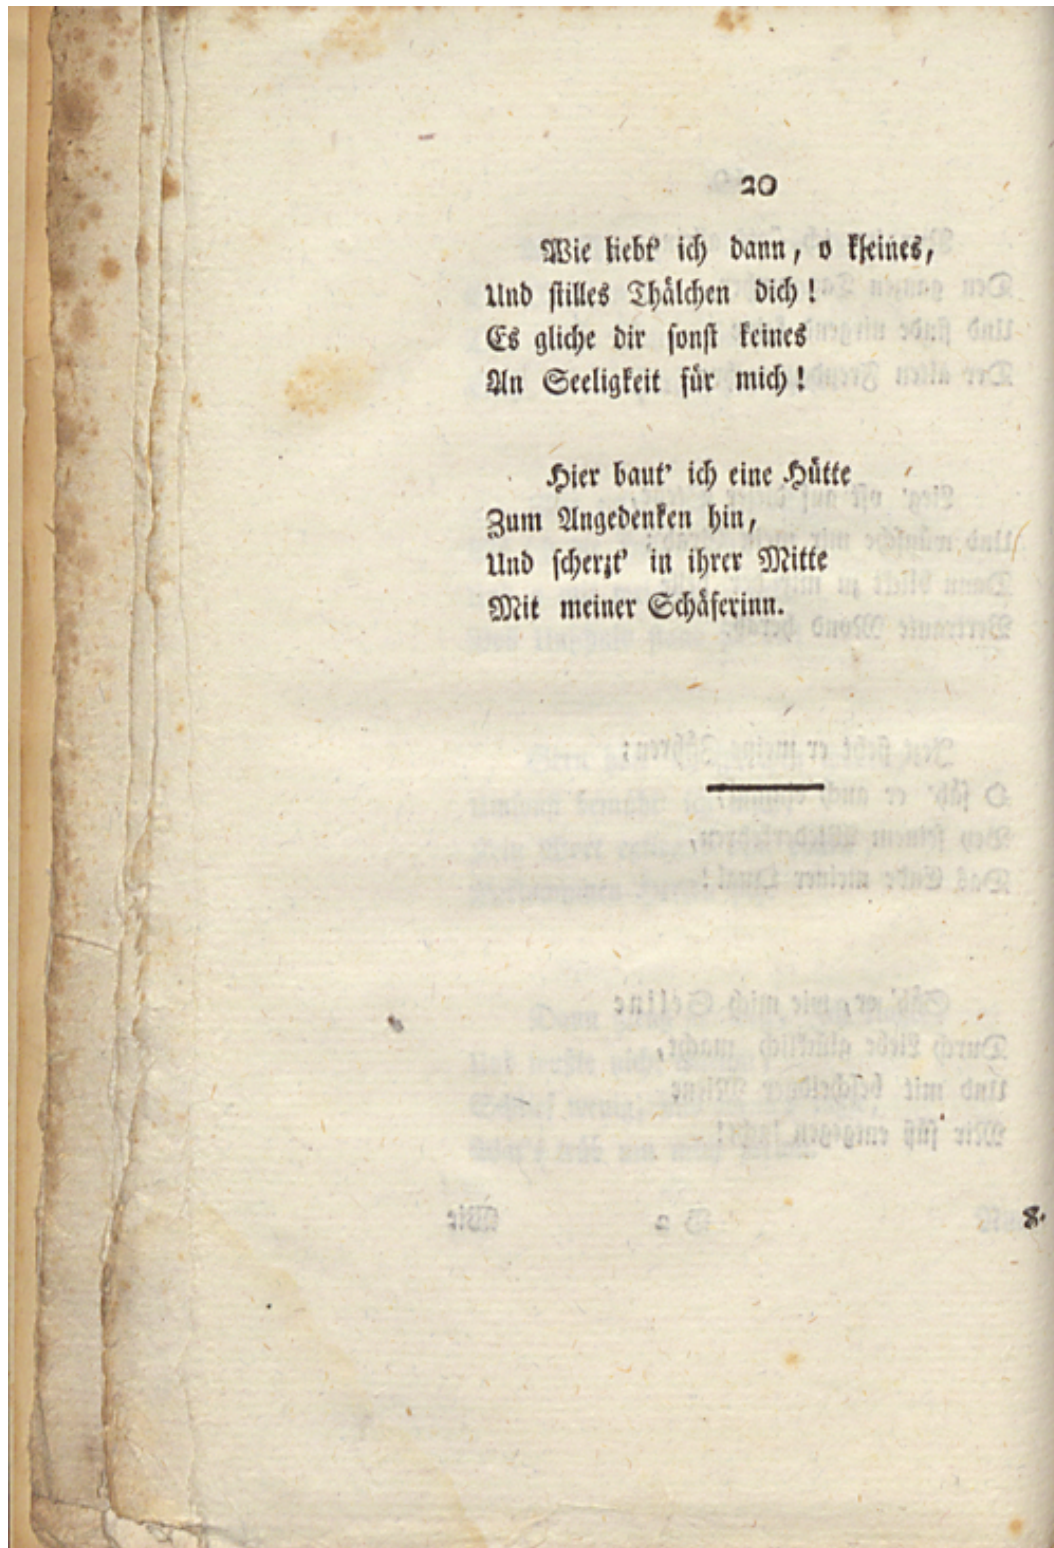 20
Wie liebt' ich dann, o kleines,
Und stilles Thälchen dich!
Es gliche dir sonst keines
An Seeligkeit für mich!
Hier baut' ich eine Hütte
Zum Angedenken hin,
Und scherzt' in ihrer Mitte
Mit meiner Schäferinn.
8.